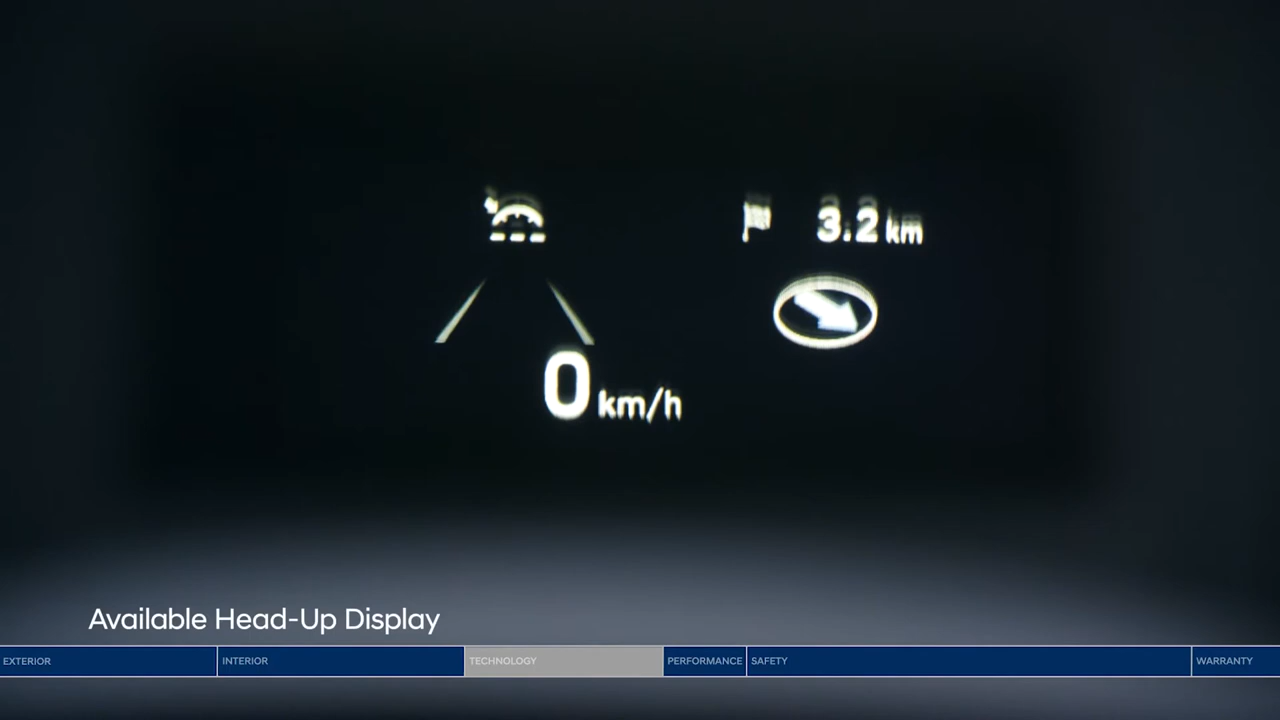 3.2 km
0 km/h
Available Head-Up Display
EXTERIOR
INTERIOR
TECHNOLOGY
PERFORMANCE
SAFETY
WARRANTY